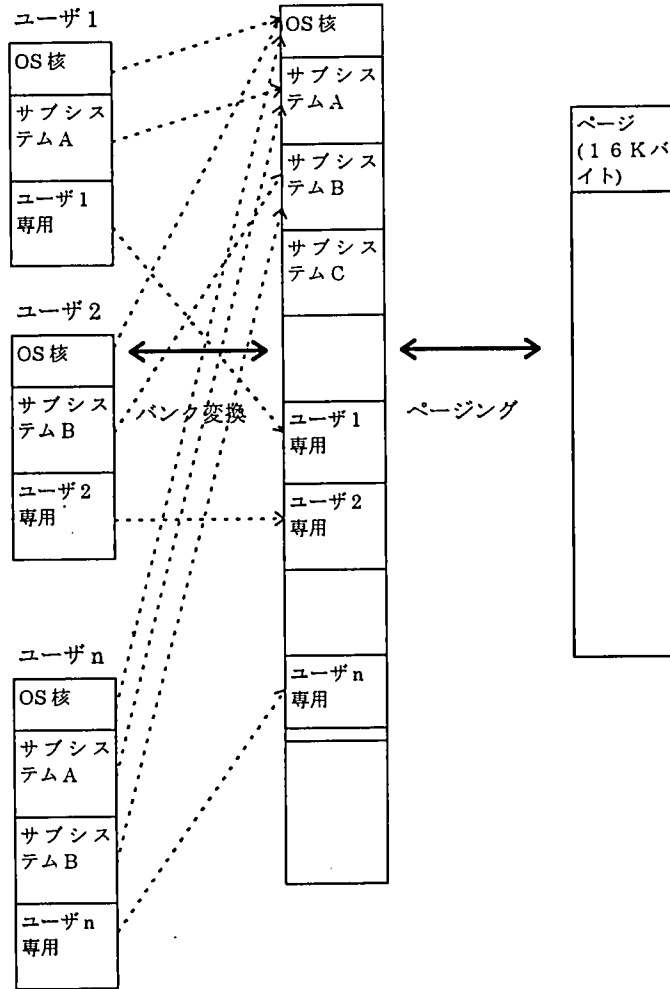 ユーザ1
OS核
サブシス
テムA
ユーザ1
専用
ユーザ2
OS核
サブシス
テムB
ユーザ2
専用
ユーザn
OS核
サブシス
テムA
サブシス
テムB
ユーザn
専用
バンク変換
OS核
サブシス
テムA
サブシス
テムB
サブシス
テムC
ユーザ1
専用
ユーザ2
専用
ユーザn
専用
ページング
ページ
(16Kバ
イト)